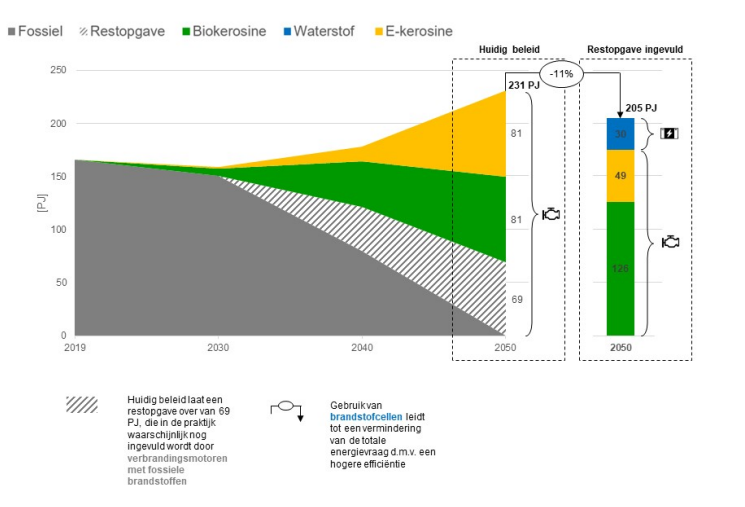 Fossiel Restopgave Biokerosine Waterstof E-kerosine
Huidig beleid
Restopgave ingevuld
250
200
150
100
50
0
[PJ]
2019
2030
2040
2050
231 PJ
-11%
205 PJ
81
81
69
30
49
126
2050
Huidig beleid laat een
restopgave over van 69
PJ, die in de praktijk
waarschijnlijk nog
ingevuld wordt door
verbrandingsmotoren
met fossiele
brandstoffen
Gebruik van
brandstofcellen leidt
tot een vermindering
van de totale
energievraag d.m.v. een
hogere efficiëntie